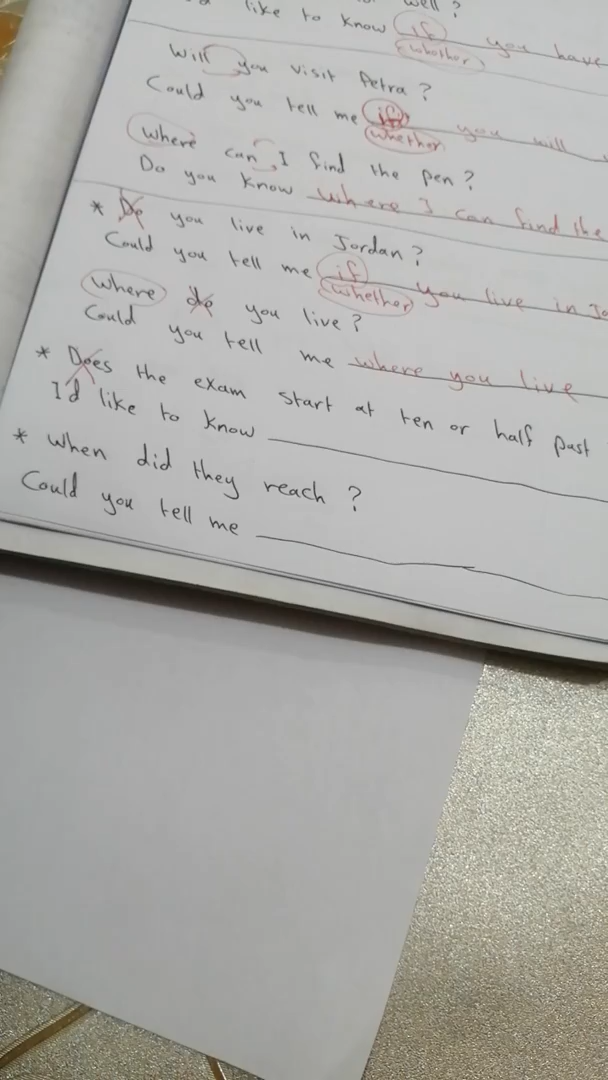 well ?
like to know if you have
(whether)
Will you visit Petra ?
Could you tell me if you will
whether
Where can I find the pen ?
Do you know where I can find the
* Do you live in Jordan ?
Could you tell me if you live in Jo
(whether)
Where do you live ?
Could you tell me where you live
* Does the exam start at ten or half past
I'd like to know
* When did they reach ?
Could you tell me